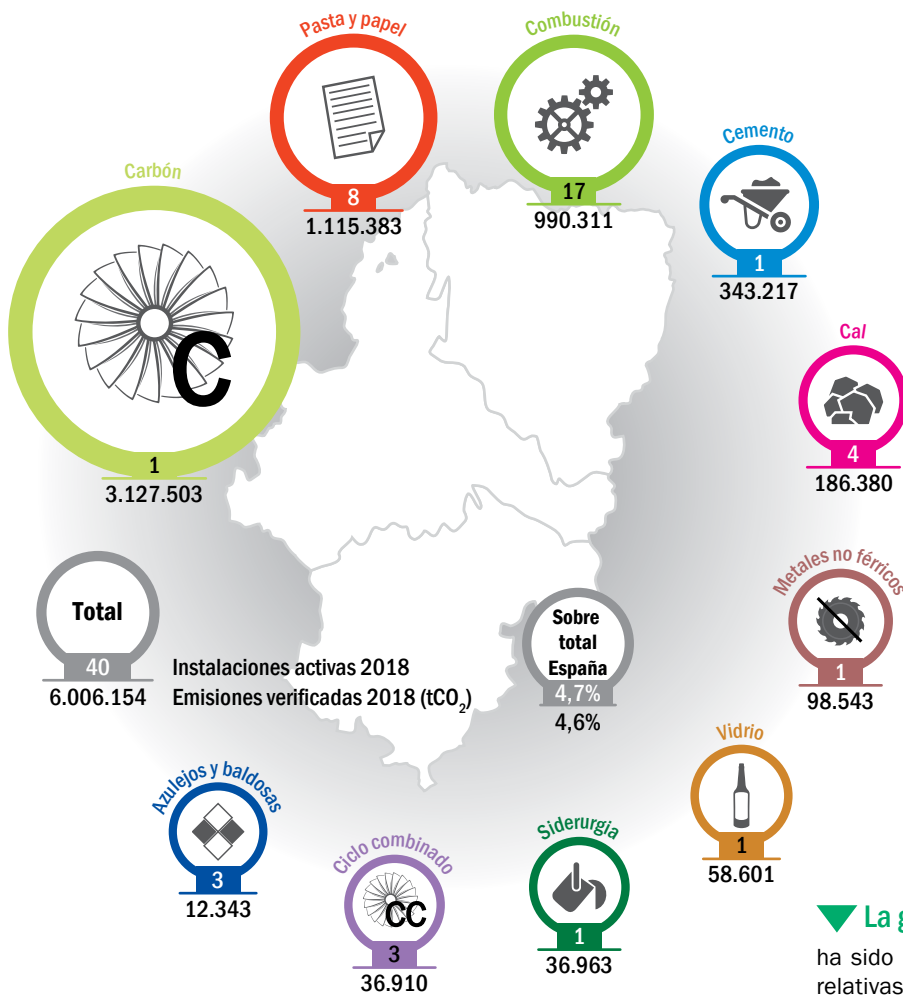 Pasta y papel
8
1.115.383
Combustión
17
990.311
Cemento
1
343.217
Carbón
C
1
3.127.503
Cal
4
186.380
Metales no férricos
1
98.543
Total
40
6.006.154
Instalaciones activas 2018
Emisiones verificadas 2018 (tCO₂)
Sobre
total
España
4,7%
4,6%
Vidrio
1
58.601
Siderurgia
1
36.963
Ciclo combinado
CC
3
36.910
Azulejos y baldosas
3
12.343
La g
ha sido
relativas